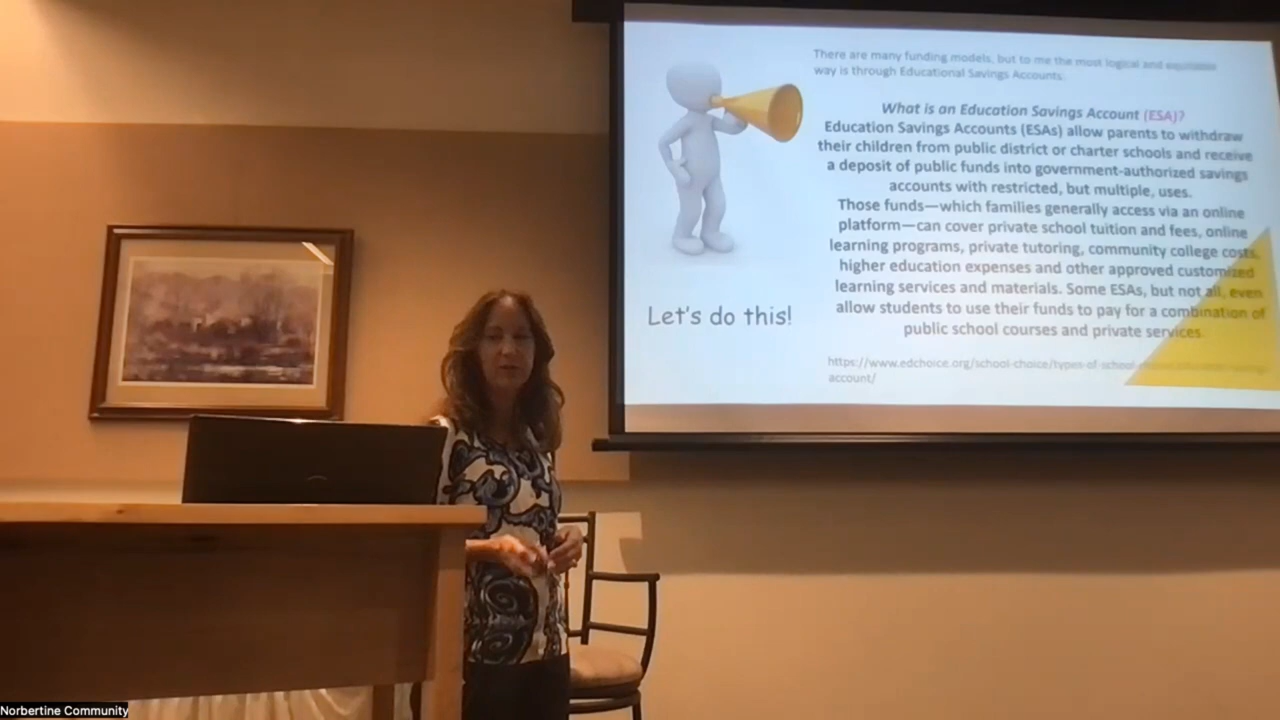 There are many funding models, but to me the most logical and equitable
way is through Educational Savings Accounts.
What is an Education Savings Account (ESA)?
Education Savings Accounts (ESAs) allow parents to withdraw
their children from public district or charter schools and receive
a deposit of public funds into government-authorized savings
accounts with restricted, but multiple, uses.
Those funds—which families generally access via an online
platform—can cover private school tuition and fees, online
learning programs, private tutoring, community college costs,
higher education expenses and other approved customized
learning services and materials. Some ESAs, but not all, even
allow students to use their funds to pay for a combination of
public school courses and private services.
Let's do this!
https://www.edchoice.org/school-choice/types-of-school-
account/
Norbertine Community